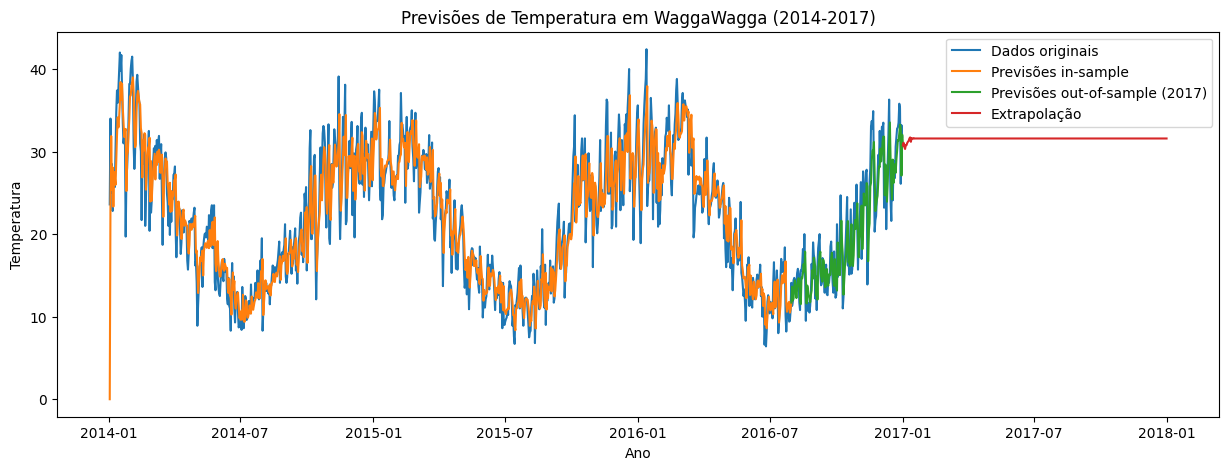 Previsões de Temperatura em WaggaWagga (2014-2017)
Dados originais
Previsões in-sample
Previsões out-of-sample (2017)
Extrapolação
Temperatura
40
30
20
10
0
2014-01
2014-07
2015-01
2015-07
2016-01
2016-07
2017-01
2017-07
2018-01
Ano